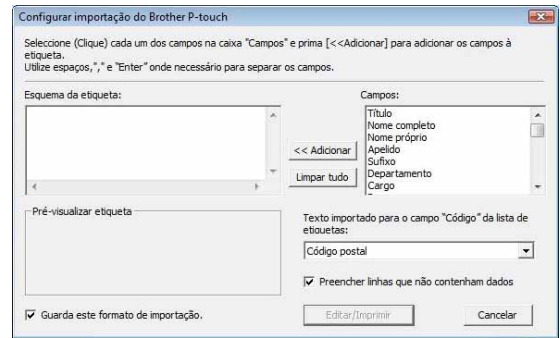 Configurar importação do Brother P-touch
Seleccione (Clique) cada um dos campos na caixa "Campos" e prima [<<Adicionar] para adicionar os campos à
etiqueta.
Utilize espaços,"," e "Enter" onde necessário para separar os campos.
Esquema da etiqueta:
Campos:
Título
Nome completo
Nome próprio
Apelido
Sufixo
Departamento
Cargo
<< Adicionar
Limpar tudo
Pré-visualizar etiqueta
Texto importado para o campo "Código" da lista de
etiquetas:
Código postal
Preencher linhas que não contenham dados
Guarda este formato de importação.
Editar/Imprimir
Cancelar